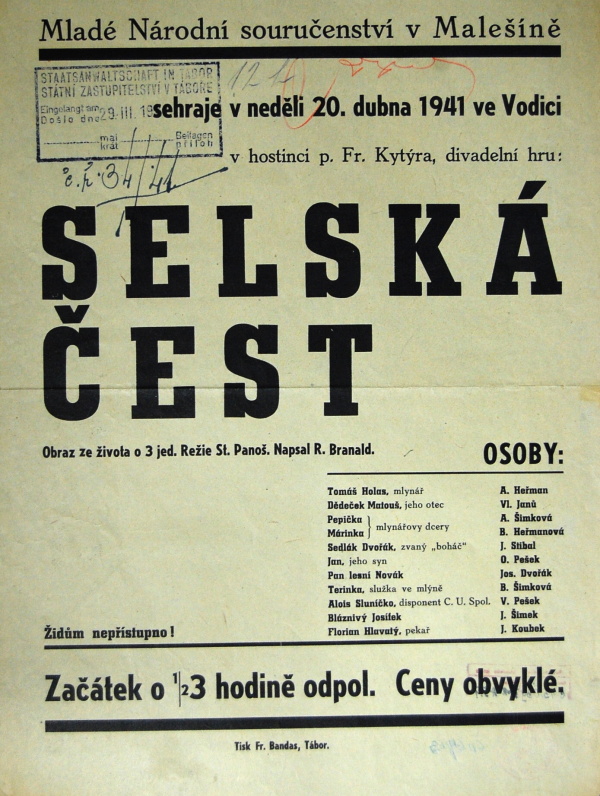 Mladé Národní souručenství v Malešíně
STAATSANWALTSCHAFT IN TABOR
STÁTNÍ ZASTUPITELSTVÍ V TÁBOŘE
Eingelangt am
Došlo dne 29. III. 19
mal krát
Beilagen příloh
č. p. 34/41
sehraje v neděli 20. dubna 1941 ve Vodici
v hostinci p. Fr. Kytýra, divadelní hru:
SELSKÁ
ČEST
Obraz ze života o 3 jed. Režie St. Panoš. Napsal R. Branald.
OSOBY:
Tomáš Holas, mlynář A. Heřman
Dědeček Matouš, jeho otec Vl. Janů
Pepička } mlynářovy dcery A. Šimková
Márinka B. Heřmanová
Sedlák Dvořák, zvaný „boháč“ J. Stibal
Jan, jeho syn O. Pešek
Pan lesní Novák Jos. Dvořák
Terinka, služka ve mlýně B. Šimková
Alois Sluníčko, disponent C. U. Spol. V. Pešek
Bláznivý Josífek J. Šimek
Florian Hlavatý, pekař J. Koubek
Židům nepřístupno!
Začátek o 1/2 3 hodině odpol. Ceny obvyklé.
Tisk Fr. Bandas, Tábor.